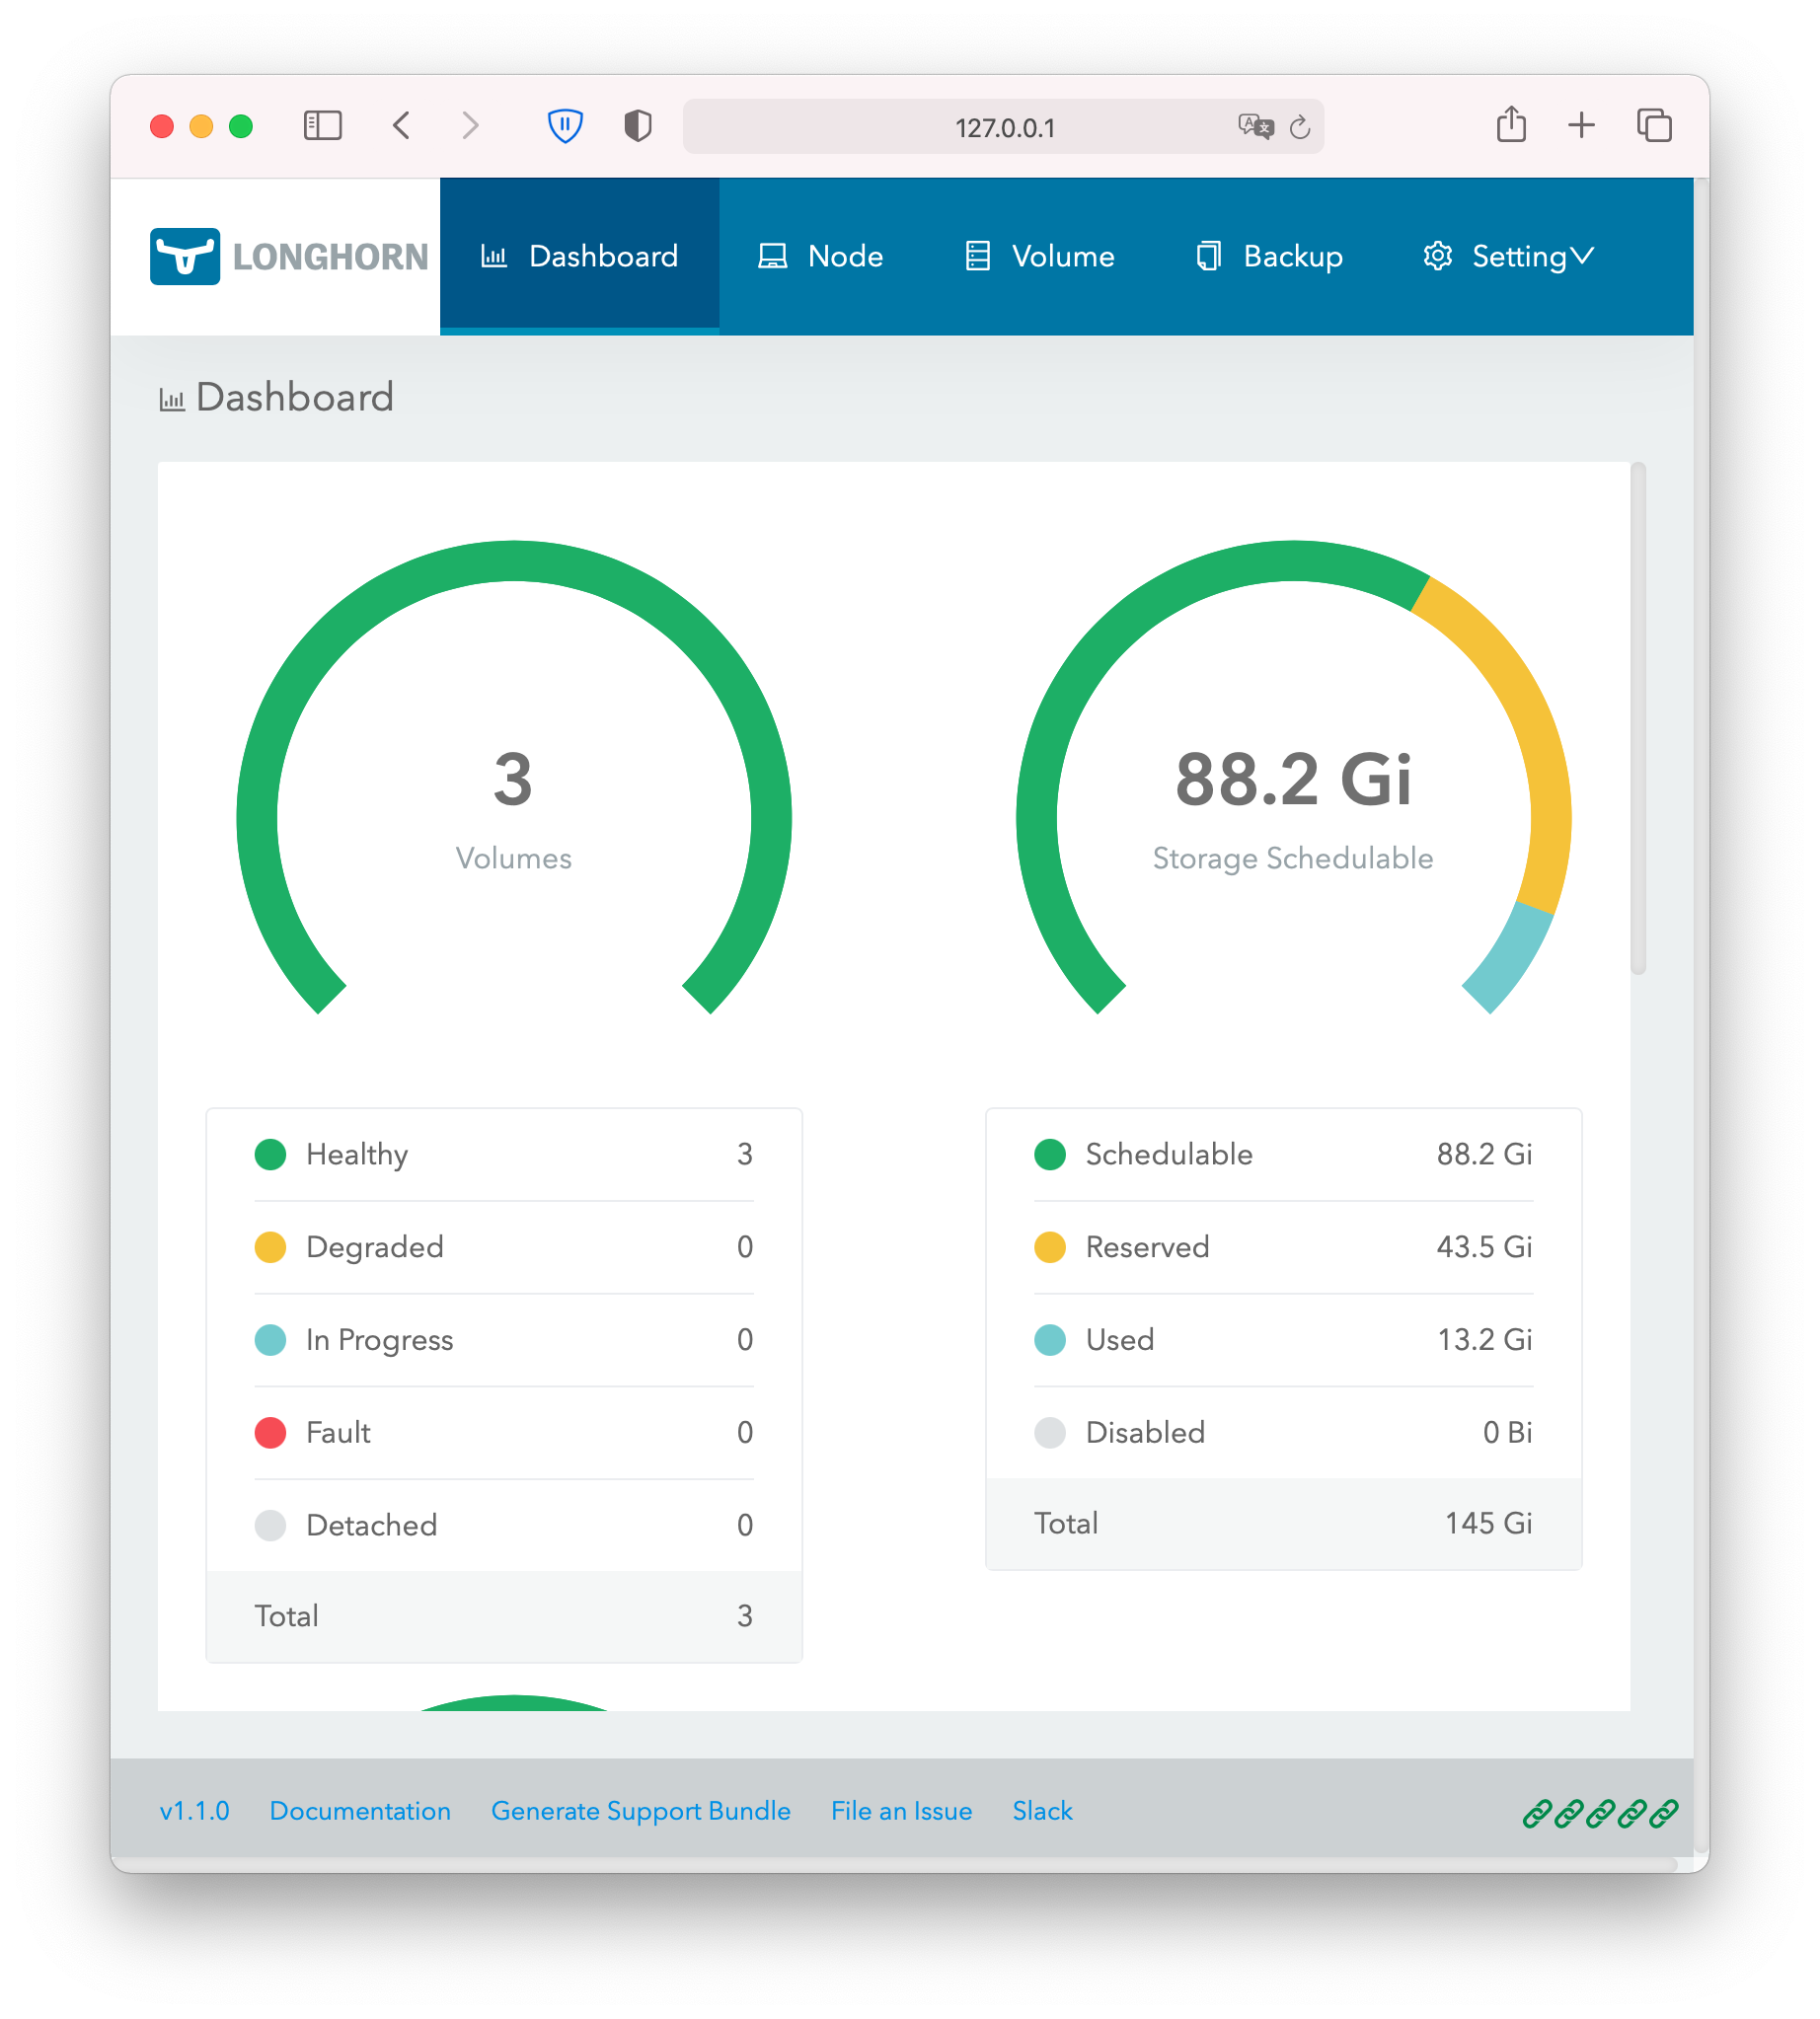 127.0.0.1
LONGHORN
Dashboard
Node
Volume
Backup
Setting
Dashboard
3
Volumes
88.2 Gi
Storage Schedulable
Healthy 3
Degraded 0
In Progress 0
Fault 0
Detached 0
Total 3
Schedulable 88.2 Gi
Reserved 43.5 Gi
Used 13.2 Gi
Disabled 0 Bi
Total 145 Gi
v1.1.0 Documentation Generate Support Bundle File an Issue Slack